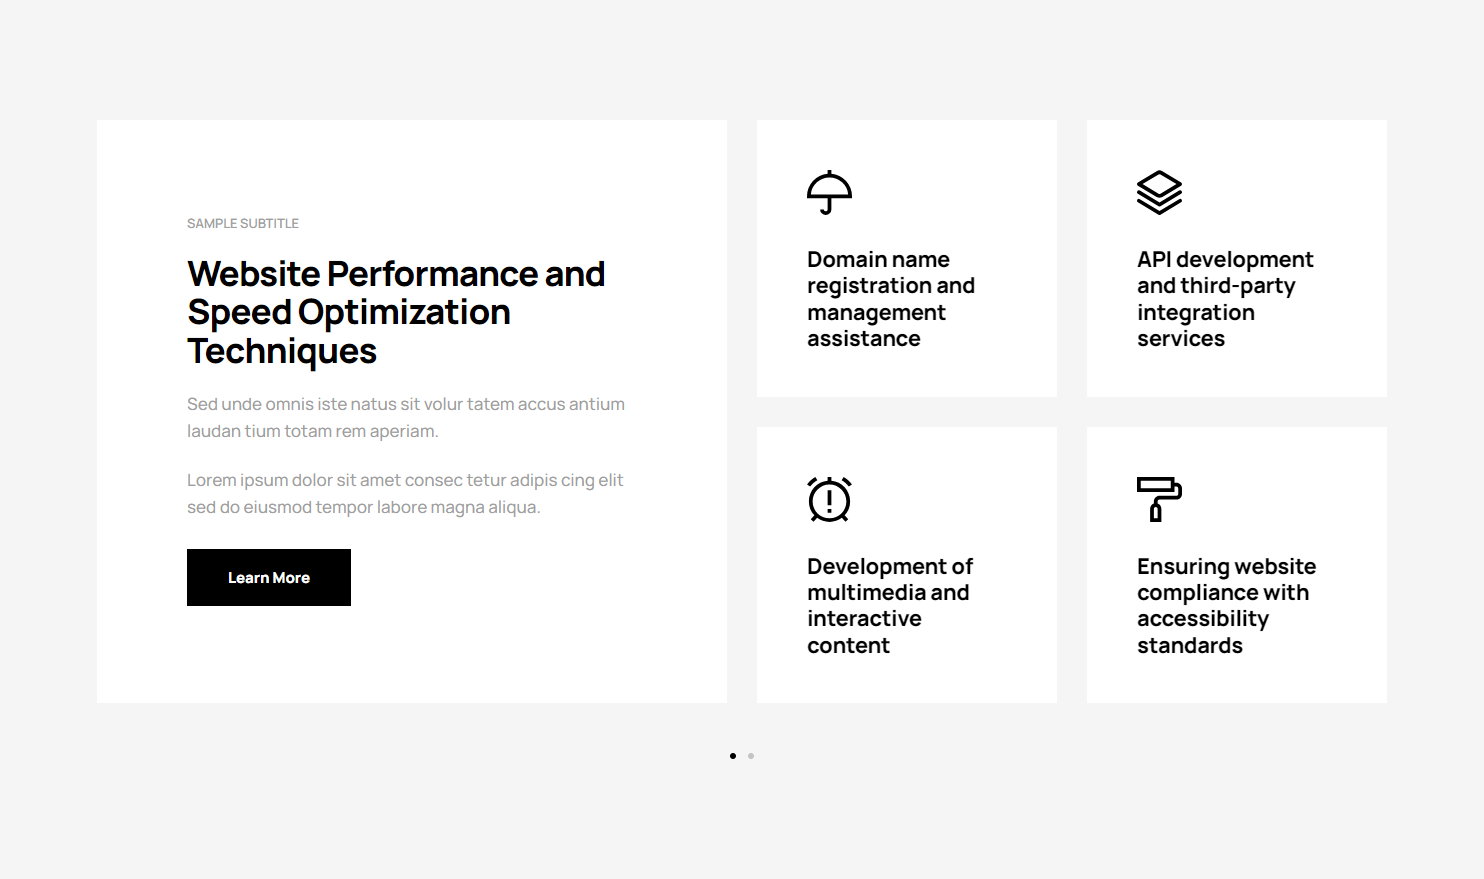 SAMPLE SUBTITLE
Website Performance and
Speed Optimization
Techniques
Sed unde omnis iste natus sit volur tatem accus antium
laudan tium totam rem aperiam.
Lorem ipsum dolor sit amet consec tetur adipis cing elit
sed do eiusmod tempor labore magna aliqua.
Learn More
Domain name
registration and
management
assistance
API development
and third-party
integration
services
Development of
multimedia and
interactive
content
Ensuring website
compliance with
accessibility
standards